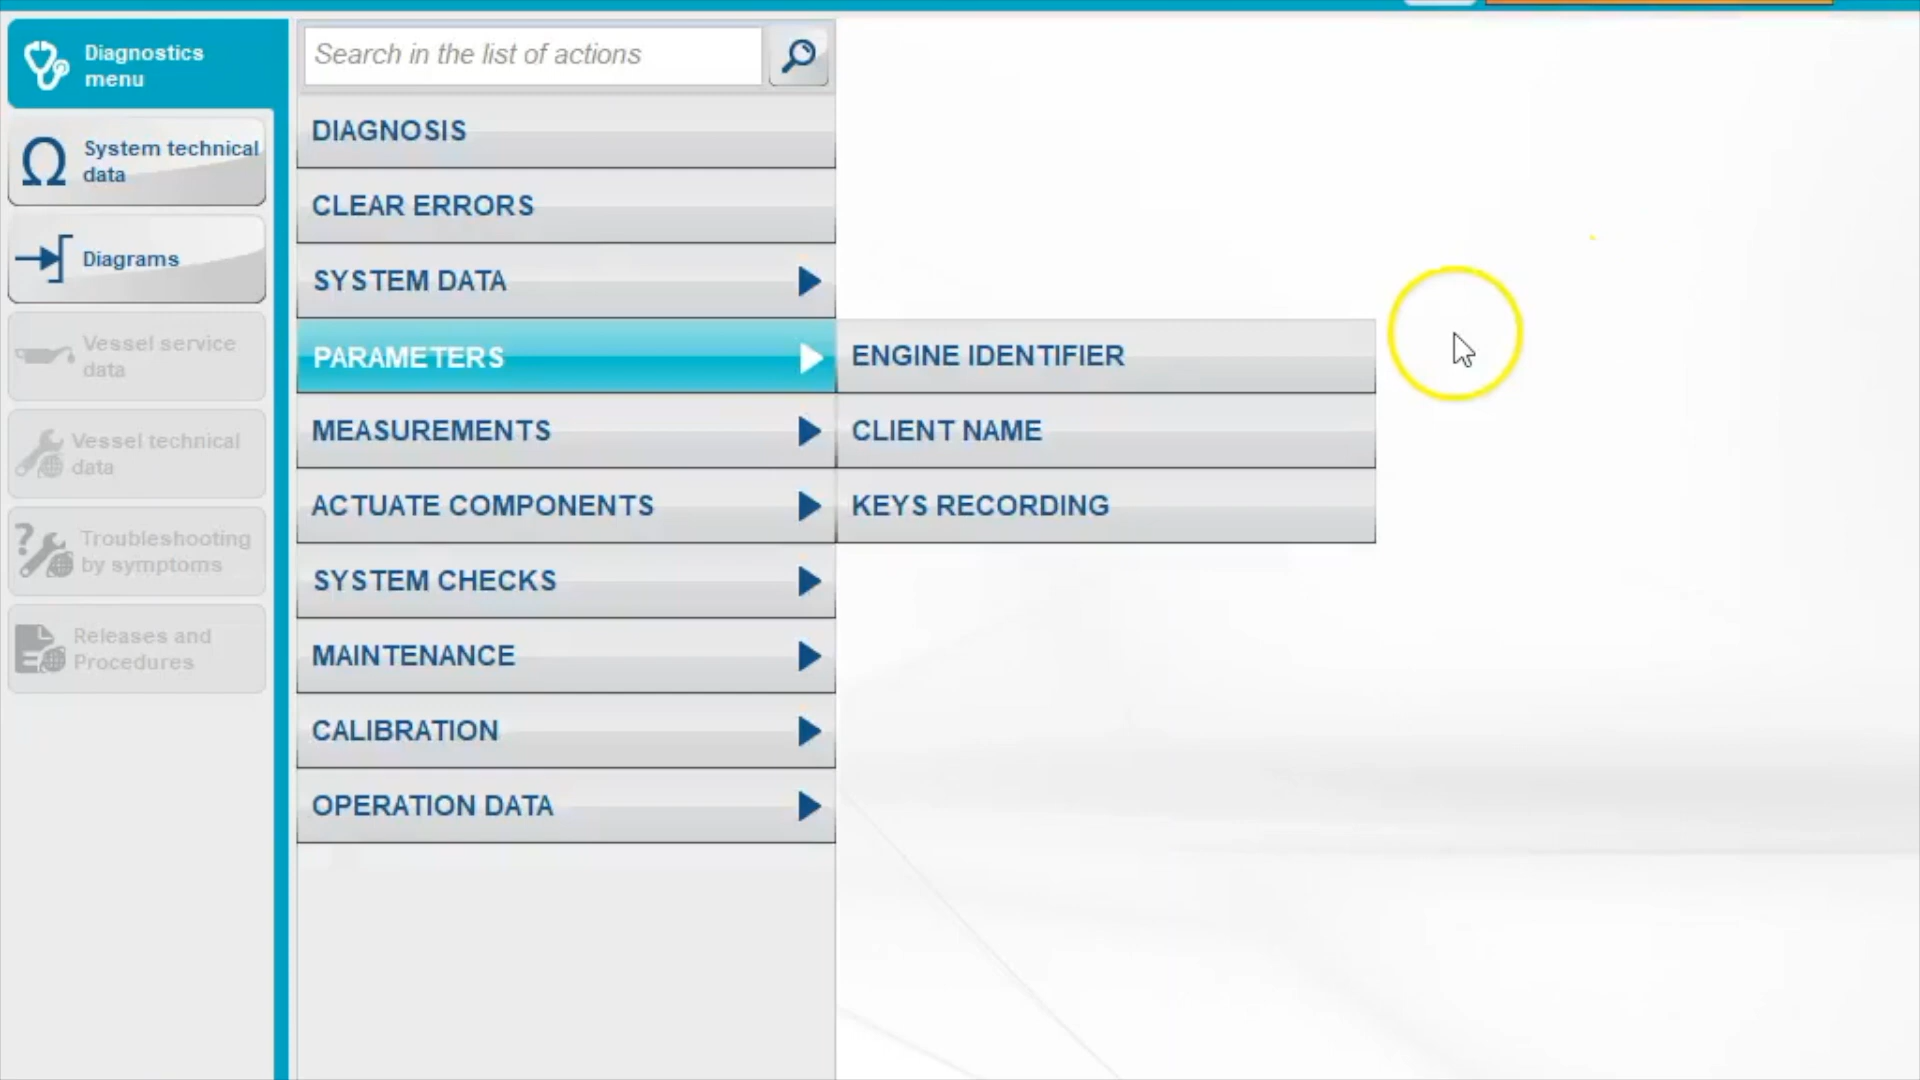 Diagnostics
menu
System technical
data
Diagrams
Vessel service
data
Vessel technical
data
Troubleshooting
by symptoms
Releases and
Procedures
Search in the list of actions
DIAGNOSIS
CLEAR ERRORS
SYSTEM DATA
PARAMETERS
MEASUREMENTS
ACTUATE COMPONENTS
SYSTEM CHECKS
MAINTENANCE
CALIBRATION
OPERATION DATA
ENGINE IDENTIFIER
CLIENT NAME
KEYS RECORDING